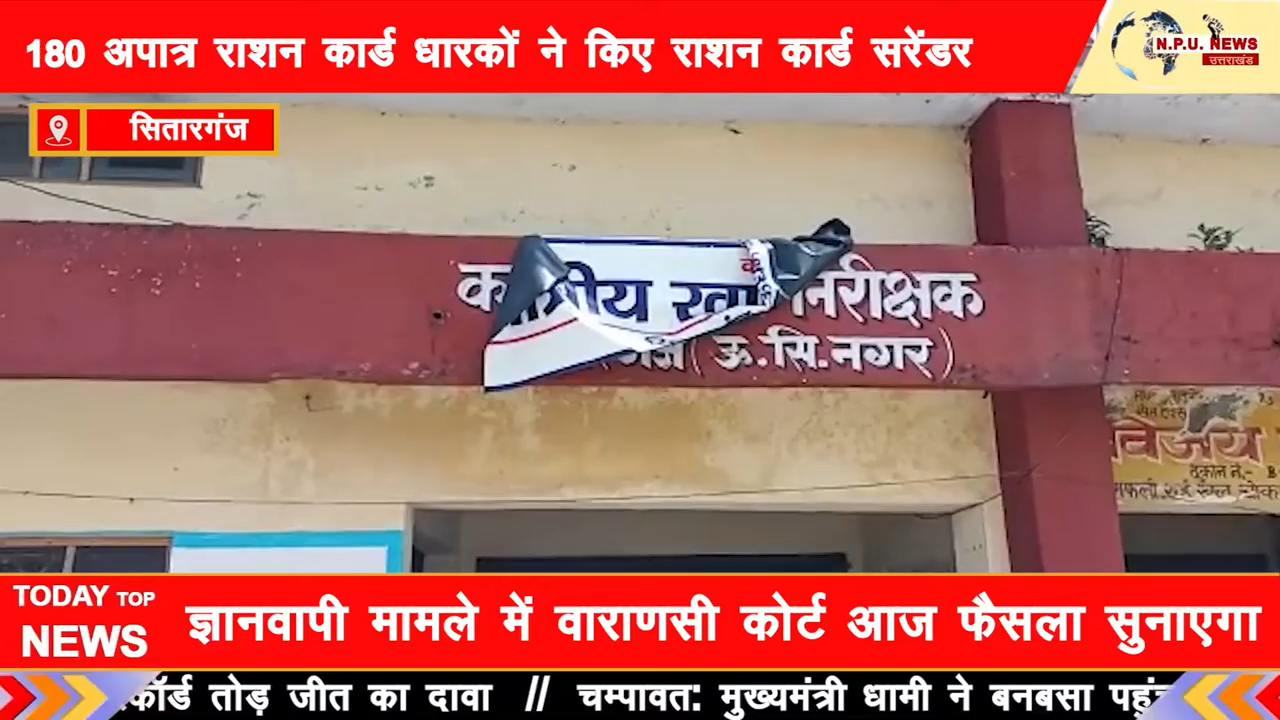 180 अपात्र राशन कार्ड धारकों ने किए राशन कार्ड सरेंडर
N.P.U. NEWS
उत्तराखंड
सितारगंज
निरीक्षक
( ऊ.सि.नगर )
विजय
दुकान नं.- B
TODAY TOP
NEWS
ज्ञानवापी मामले में वाराणसी कोर्ट आज फैसला सुनाएगा
तोड़ जीत का दावा // चम्पावत: मुख्यमंत्री धामी ने बनबसा